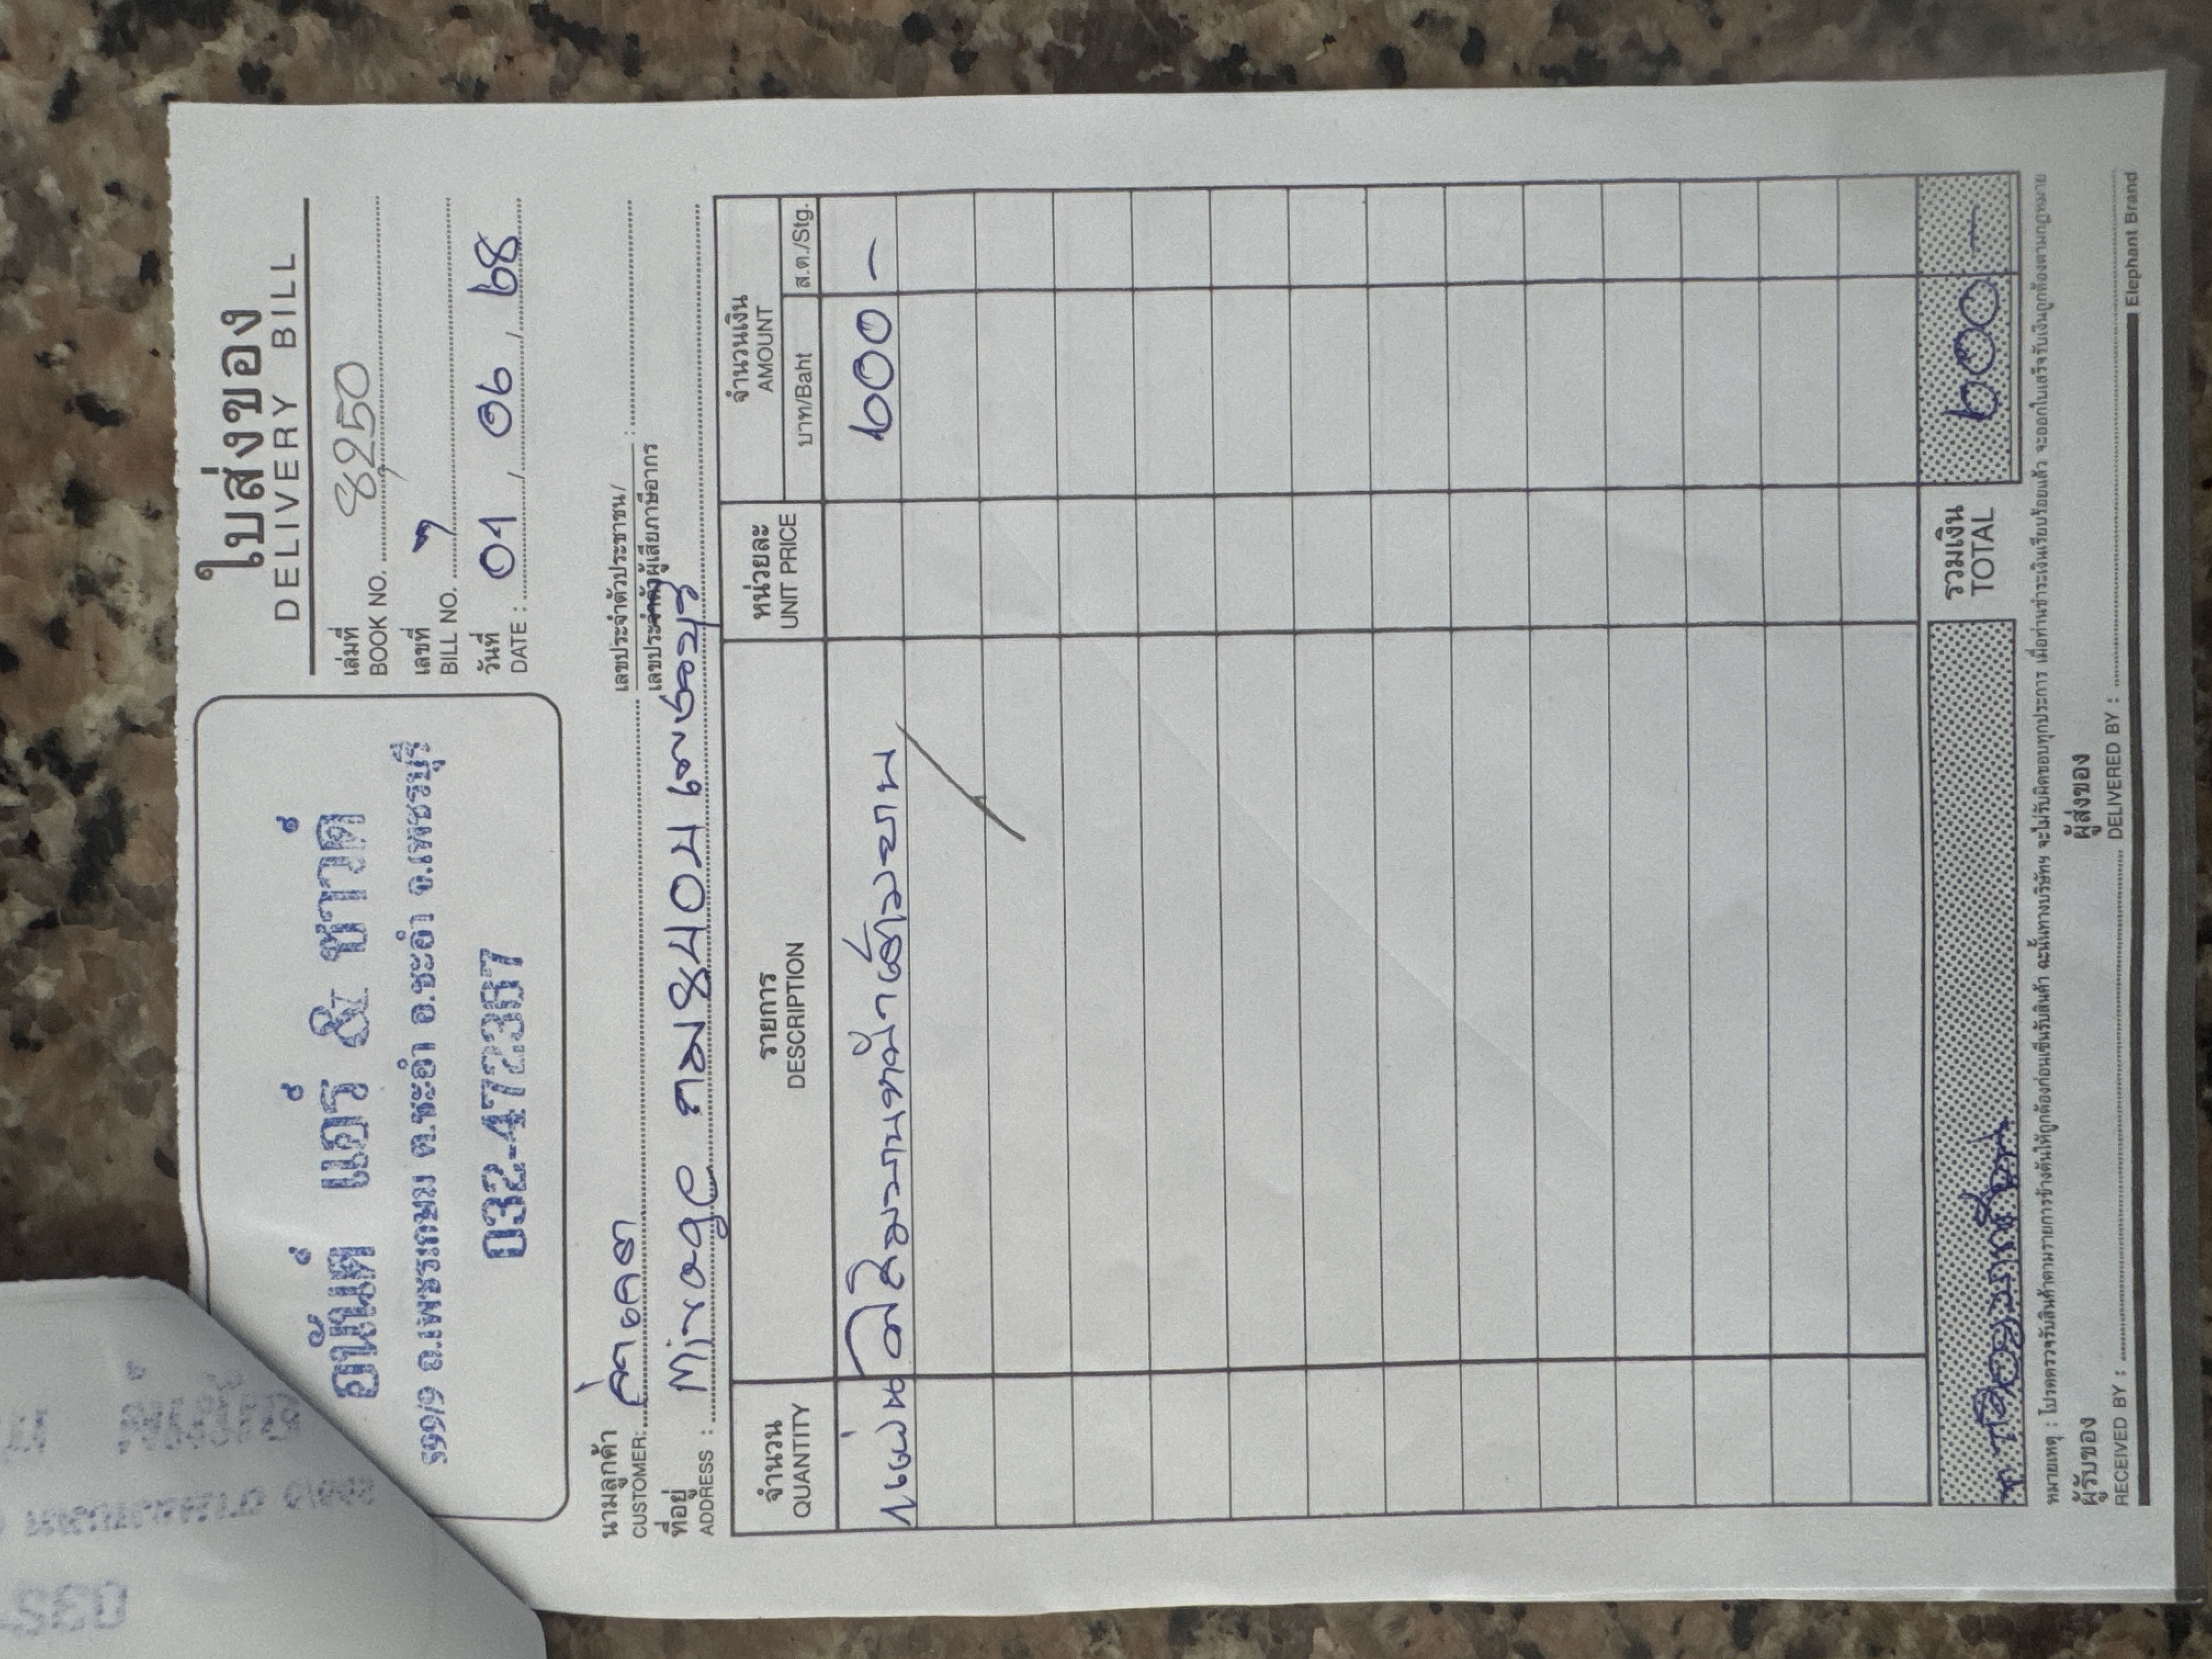 ใบส่งของ
DELIVERY BILL
อนันต์ แอร์ & ซาวด์
ถ.เพชรเกษม ต.ชะอำ อ.ชะอำ จ.เพชรบุรี
032-472387
เล่มที่
BOOK NO. 8250
เลขที่
BILL NO. 7
วันที่
DATE : 01 / 06 / 68
นามลูกค้า
CUSTOMER:
เลขประจำตัวประชาชน/
เลขประจำตัวผู้เสียภาษีอากร :
ที่อยู่
ADDRESS : Mirage กม 84
จำนวน
QUANTITY
รายการ
DESCRIPTION
หน่วยละ
UNIT PRICE
จำนวนเงิน
AMOUNT
บาท/Baht
ส.ต./Stg.
1 แผ่น 600 -
รวมเงิน
TOTAL 600 -
หมายเหตุ : โปรดตรวจรับสินค้าตามรายการข้างต้นให้ถูกต้องก่อนเซ็นรับสินค้า ฉะนั้นทางบริษัทฯ จะไม่รับผิดชอบทุกประการ เมื่อท่านชำระเงินเรียบร้อยแล้ว จะออกใบเสร็จรับเงินถูกต้องตามกฎหมาย
ผู้รับของ
RECEIVED BY :
ผู้ส่งของ
DELIVERED BY :
Elephant Brand